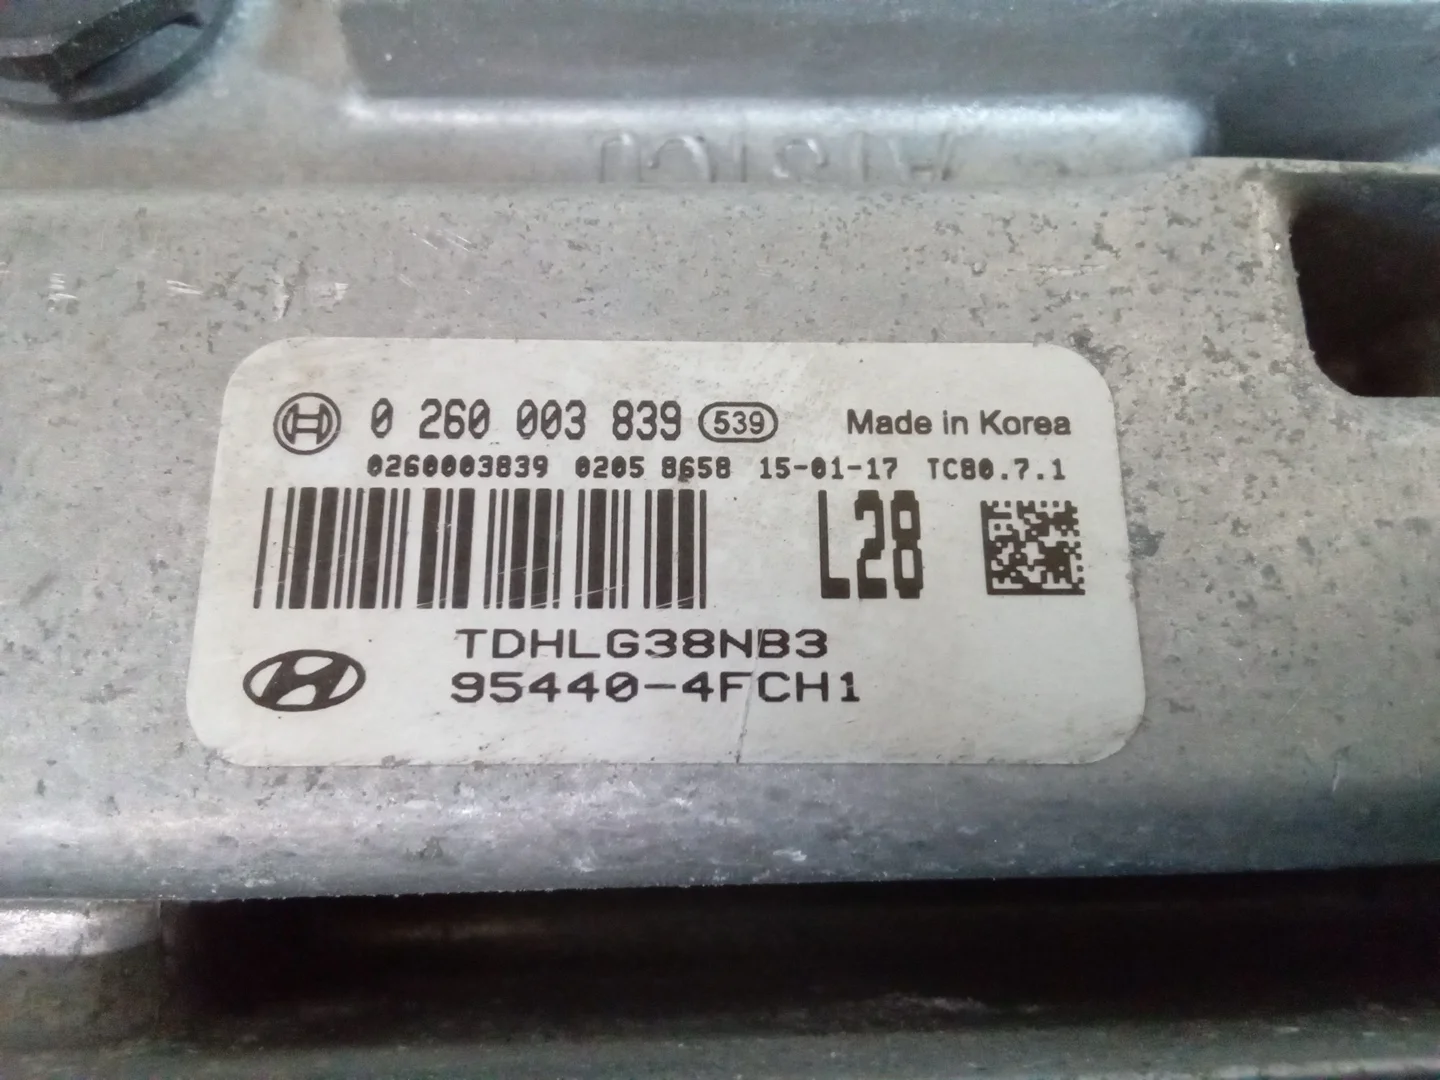 0 260 003 839 539 Made in Korea
0260003839 0205 8658 15-01-17 TC80.7.1
L28
TDHLG38NB3
95440-4FCH1